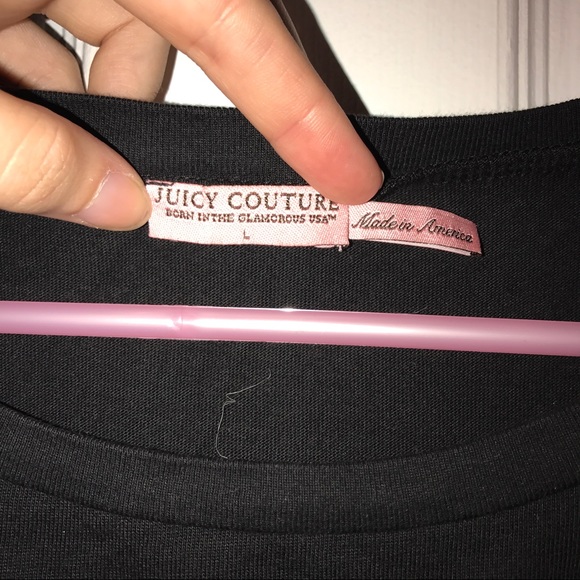 JUICY COUTURE
BORN IN THE GLAMOROUS USA™
L
Made in America